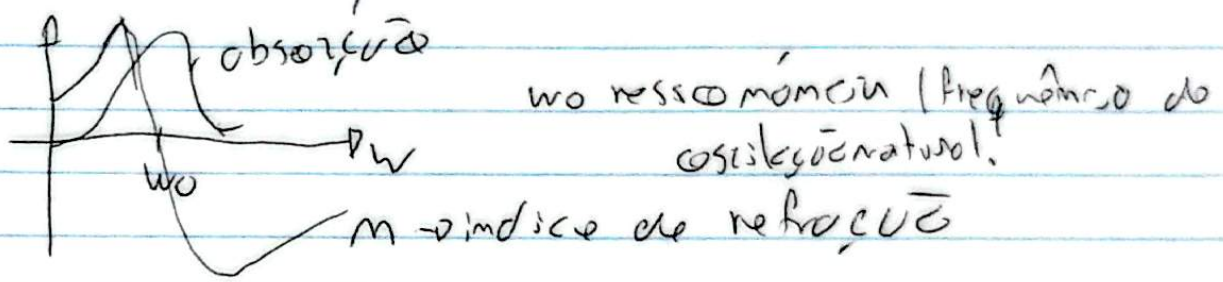 absorção
wo ressonância (frequência de
oscilação natural!
w
wo
n → índice de refração